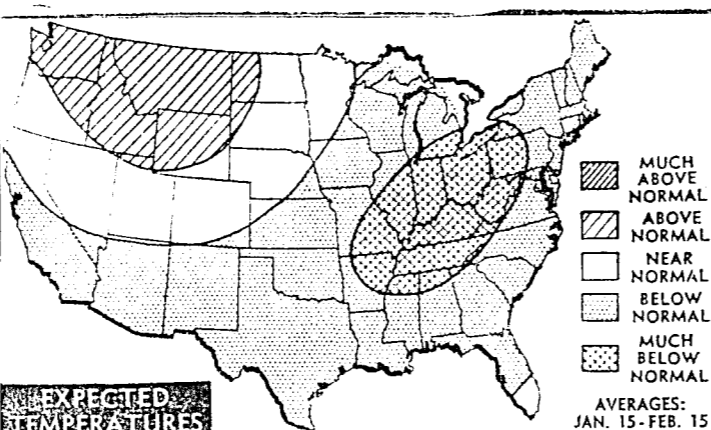 MUCH
ABOVE
NORMAL
ABOVE
NORMAL
NEAR
NORMAL
BELOW
NORMAL
MUCH
BELOW
NORMAL
AVERAGES:
JAN. 15-FEB. 15
EXPECTED
TEMPERATURES